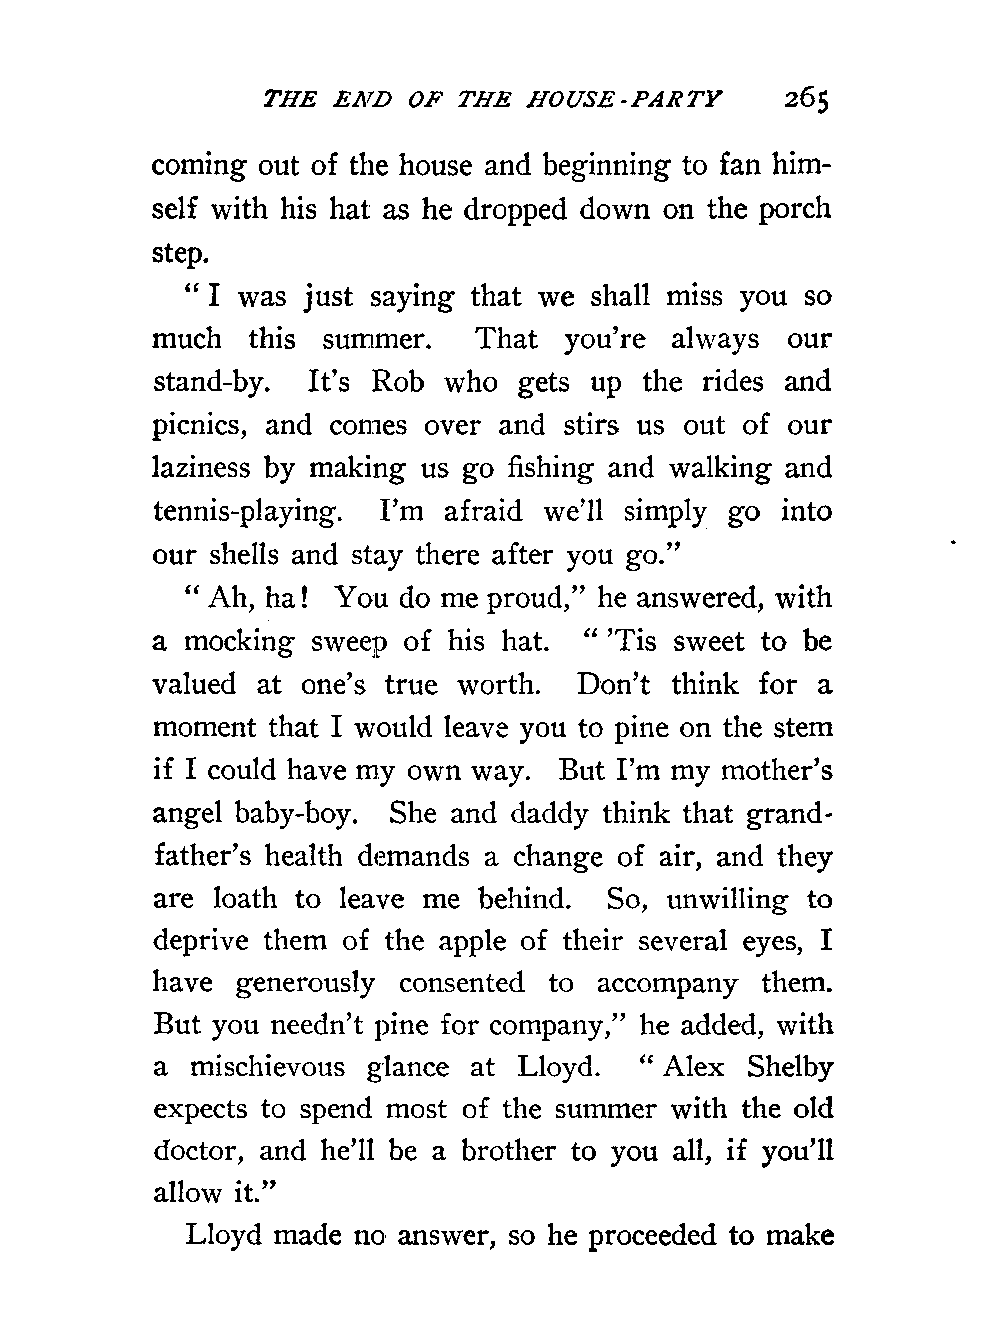 THE END OF THE HOUSE-PARTY 265
coming out of the house and beginning to fan him-
self with his hat as he dropped down on the porch
step.
“I was just saying that we shall miss you so
much this summer. That you’re always our
stand-by. It’s Rob who gets up the rides and
picnics, and comes over and stirs us out of our
laziness by making us go fishing and walking and
tennis-playing. I’m afraid we’ll simply go into
our shells and stay there after you go.”
“Ah, ha! You do me proud,” he answered, with
a mocking sweep of his hat. “’Tis sweet to be
valued at one’s true worth. Don’t think for a
moment that I would leave you to pine on the stem
if I could have my own way. But I’m my mother’s
angel baby-boy. She and daddy think that grand-
father’s health demands a change of air, and they
are loath to leave me behind. So, unwilling to
deprive them of the apple of their several eyes, I
have generously consented to accompany them.
But you needn’t pine for company,” he added, with
a mischievous glance at Lloyd. “Alex Shelby
expects to spend most of the summer with the old
doctor, and he’ll be a brother to you all, if you’ll
allow it.”
Lloyd made no answer, so he proceeded to make